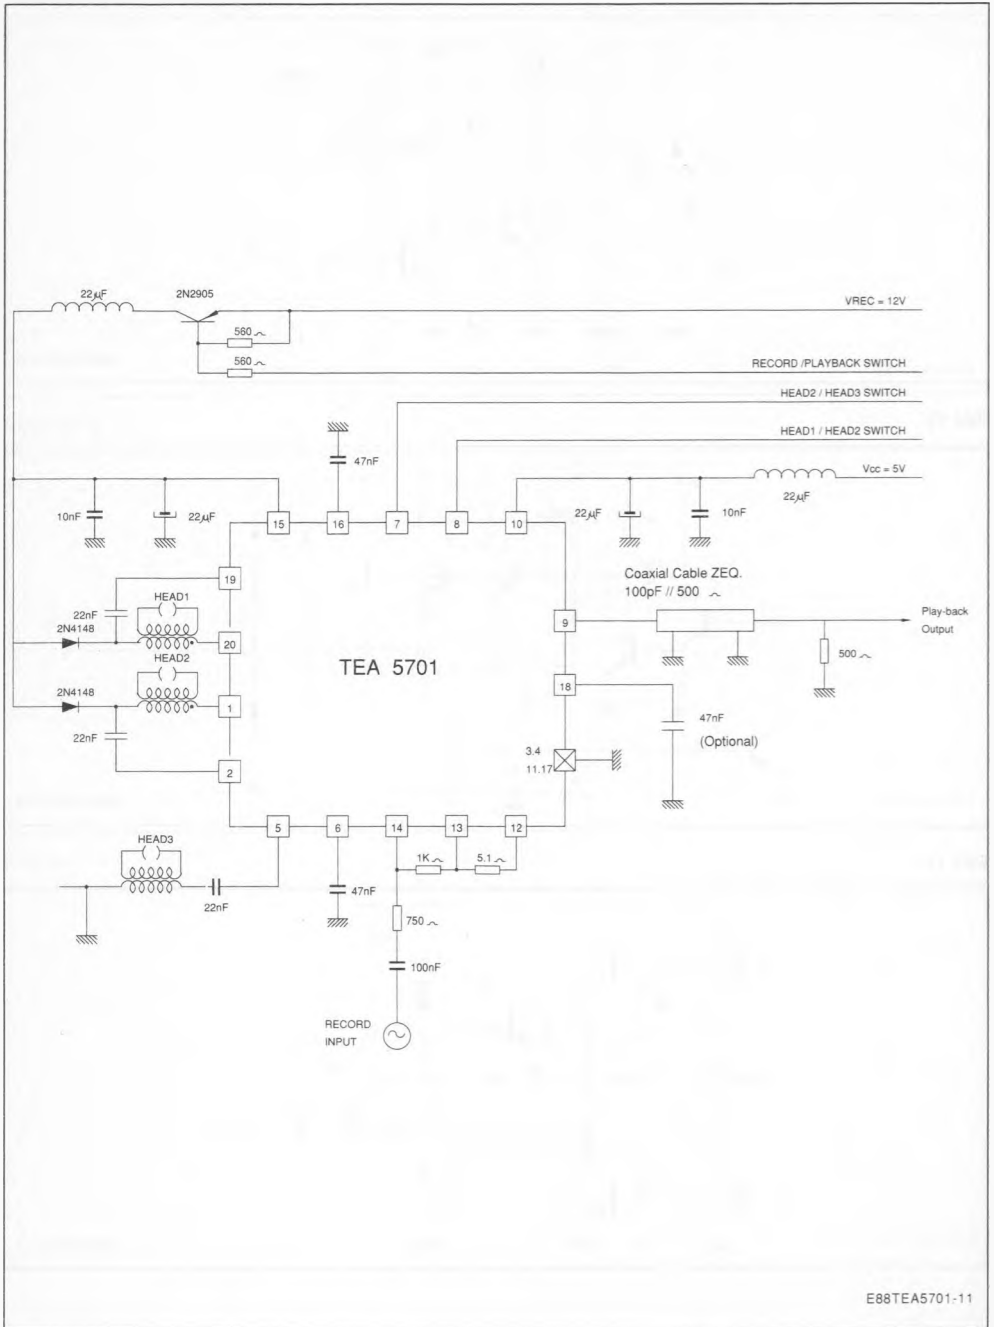 22µF
2N2905
VREC = 12V
560 Ω
560 Ω
RECORD /PLAYBACK SWITCH
HEAD2 / HEAD3 SWITCH
HEAD1 / HEAD2 SWITCH
47nF
Vcc = 5V
22µF
10nF
22µF
22µF
10nF
15
16
7
8
10
19
Coaxial Cable ZEQ.
100pF // 500 Ω
HEAD1
22nF
2N4148
20
9
Play-back
Output
HEAD2
TEA 5701
500 Ω
18
2N4148
1
47nF
(Optional)
22nF
3.4
11.17
2
5
6
14
13
12
HEAD3
1K Ω
5.1 Ω
22nF
47nF
750 Ω
100nF
RECORD
INPUT
E88TEA5701-11